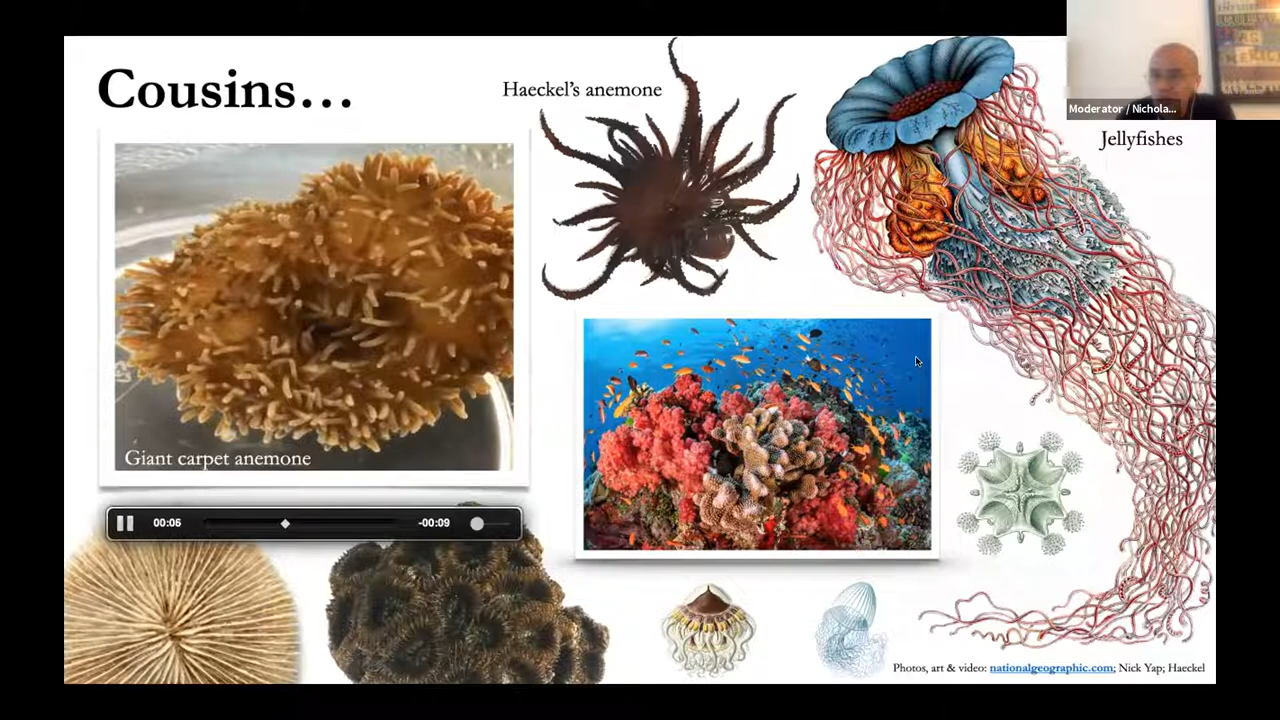 Cousins...
Haeckel's anemone
Moderator / Nichola...
Jellyfishes
Giant carpet anemone
00:06
-00:09
Photos, art & video: nationalgeographic.com; Nick Yap; Haeckel